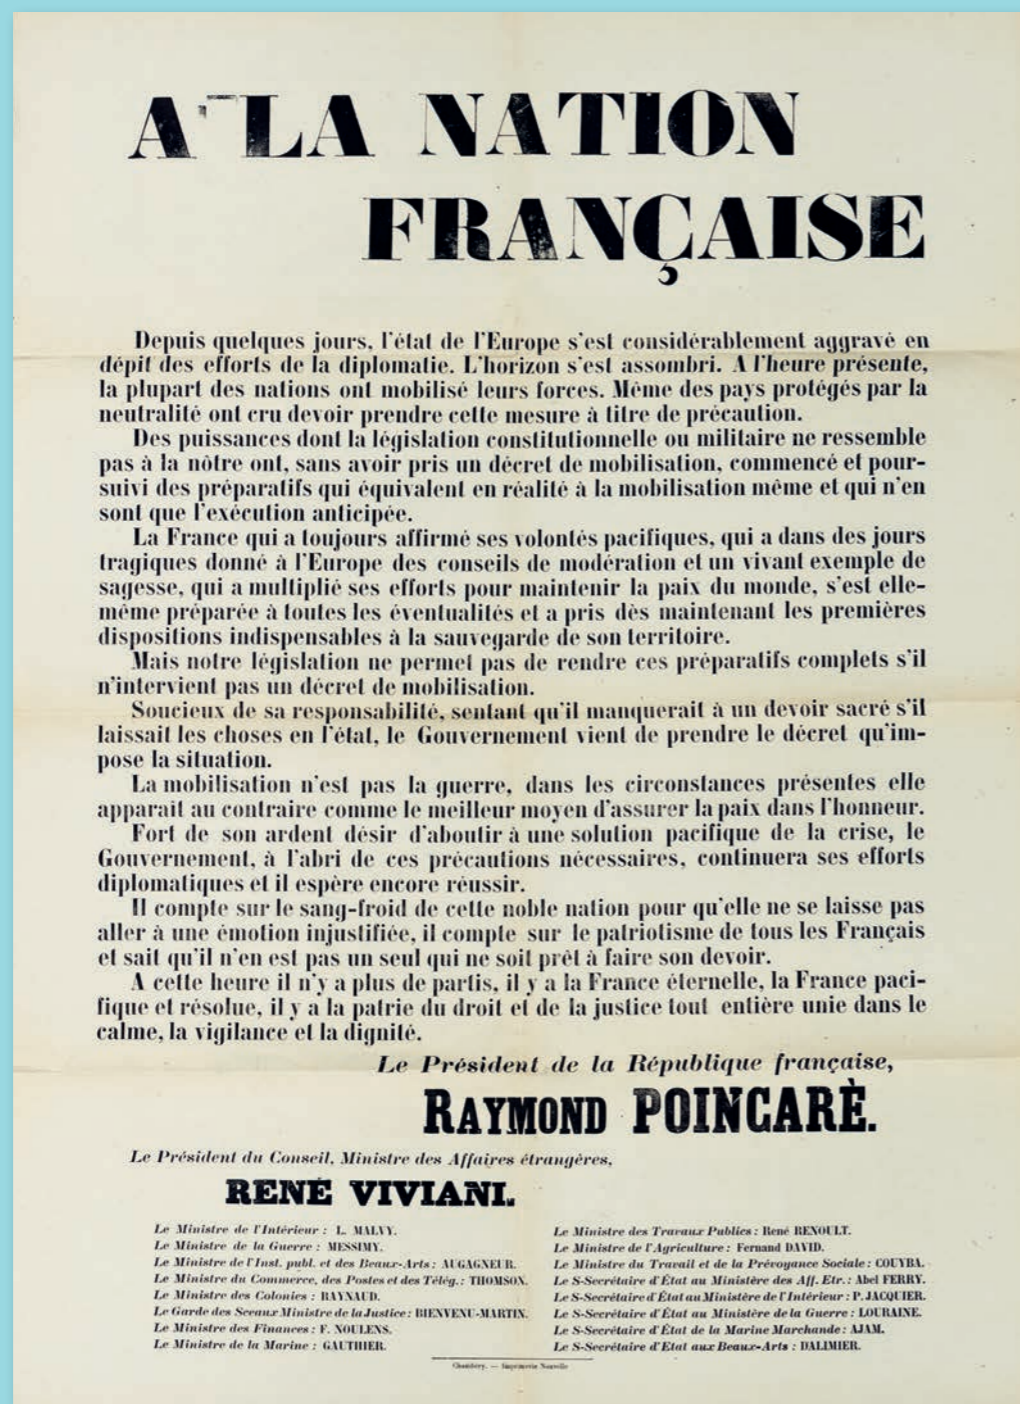 A LA NATION
FRANÇAISE
Depuis quelques jours, l'état de l'Europe s'est considérablement aggravé en
dépit des efforts de la diplomatie. L'horizon s'est assombri. A l'heure présente,
la plupart des nations ont mobilisé leurs forces. Même des pays protégés par la
neutralité ont cru devoir prendre cette mesure à titre de précaution.
Des puissances dont la législation constitutionnelle ou militaire ne ressemble
pas à la nôtre ont, sans avoir pris un décret de mobilisation, commencé et pour-
suivi des préparatifs qui équivalent en réalité à la mobilisation même et qui n'en
sont que l'exécution anticipée.
La France qui a toujours affirmé ses volontés pacifiques, qui a dans des jours
tragiques donné à l'Europe des conseils de modération et un vivant exemple de
sagesse, qui a multiplié ses efforts pour maintenir la paix du monde, s'est elle-
même préparée à toutes les éventualités et a pris dès maintenant les premières
dispositions indispensables à la sauvegarde de son territoire.
Mais notre législation ne permet pas de rendre ces préparatifs complets s'il
n'intervient pas un décret de mobilisation.
Soucieux de sa responsabilité, sentant qu'il manquerait à un devoir sacré s'il
laissait les choses en l'état, le Gouvernement vient de prendre le décret qu'im-
pose la situation.
La mobilisation n'est pas la guerre, dans les circonstances présentes elle
apparait au contraire comme le meilleur moyen d'assurer la paix dans l'honneur.
Fort de son ardent désir d'aboutir à une solution pacifique de la crise, le
Gouvernement, à l'abri de ces précautions nécessaires, continuera ses efforts
diplomatiques et il espère encore réussir.
Il compte sur le sang-froid de cette noble nation pour qu'elle ne se laisse pas
aller à une émotion injustifiée, il compte sur le patriotisme de tous les Français
et sait qu'il n'en est pas un seul qui ne soit prêt à faire son devoir.
A cette heure il n'y a plus de partis, il y a la France éternelle, la France paci-
fique et résolue, il y a la patrie du droit et de la justice tout entière unie dans le
calme, la vigilance et la dignité.
Le Président de la République française,
RAYMOND POINCARÈ.
Le Président du Conseil, Ministre des Affaires étrangères,
RENÉ VIVIANI.
Le Ministre de l'Intérieur : L. MALVY.
Le Ministre de la Guerre : MESSIMY.
Le Ministre de l'Inst. publ. et des Beaux-Arts : AUGAGNEUR.
Le Ministre du Commerce, des Postes et des Télég.: THOMSON.
Le Ministre des Colonies : RAYNAUD.
Le Garde des Sceaux Ministre de la Justice : BIENVENU-MARTIN.
Le Ministre des Finances : F. NOULENS.
Le Ministre de la Marine : GAUTHIER.
Le Ministre des Travaux Publics : René RENOULT.
Le Ministre de l'Agriculture : Fernand DAVID.
Le Ministre du Travail et de la Prévoyance Sociale : COUYBA.
Le S-Secrétaire d'État au Ministère des Aff. Etr. : Abel FERRY.
Le S-Secrétaire d'État au Ministère de l'Intérieur : P. JACQUIER.
Le S-Secrétaire d'État au Ministère de la Guerre : LOURAINE.
Le S-Secrétaire d'État de la Marine Marchande : AJAM.
Le S-Secrétaire d'Etat aux Beaux-Arts : DALIMIER.
Chambéry. — Imprimerie Nouvelle